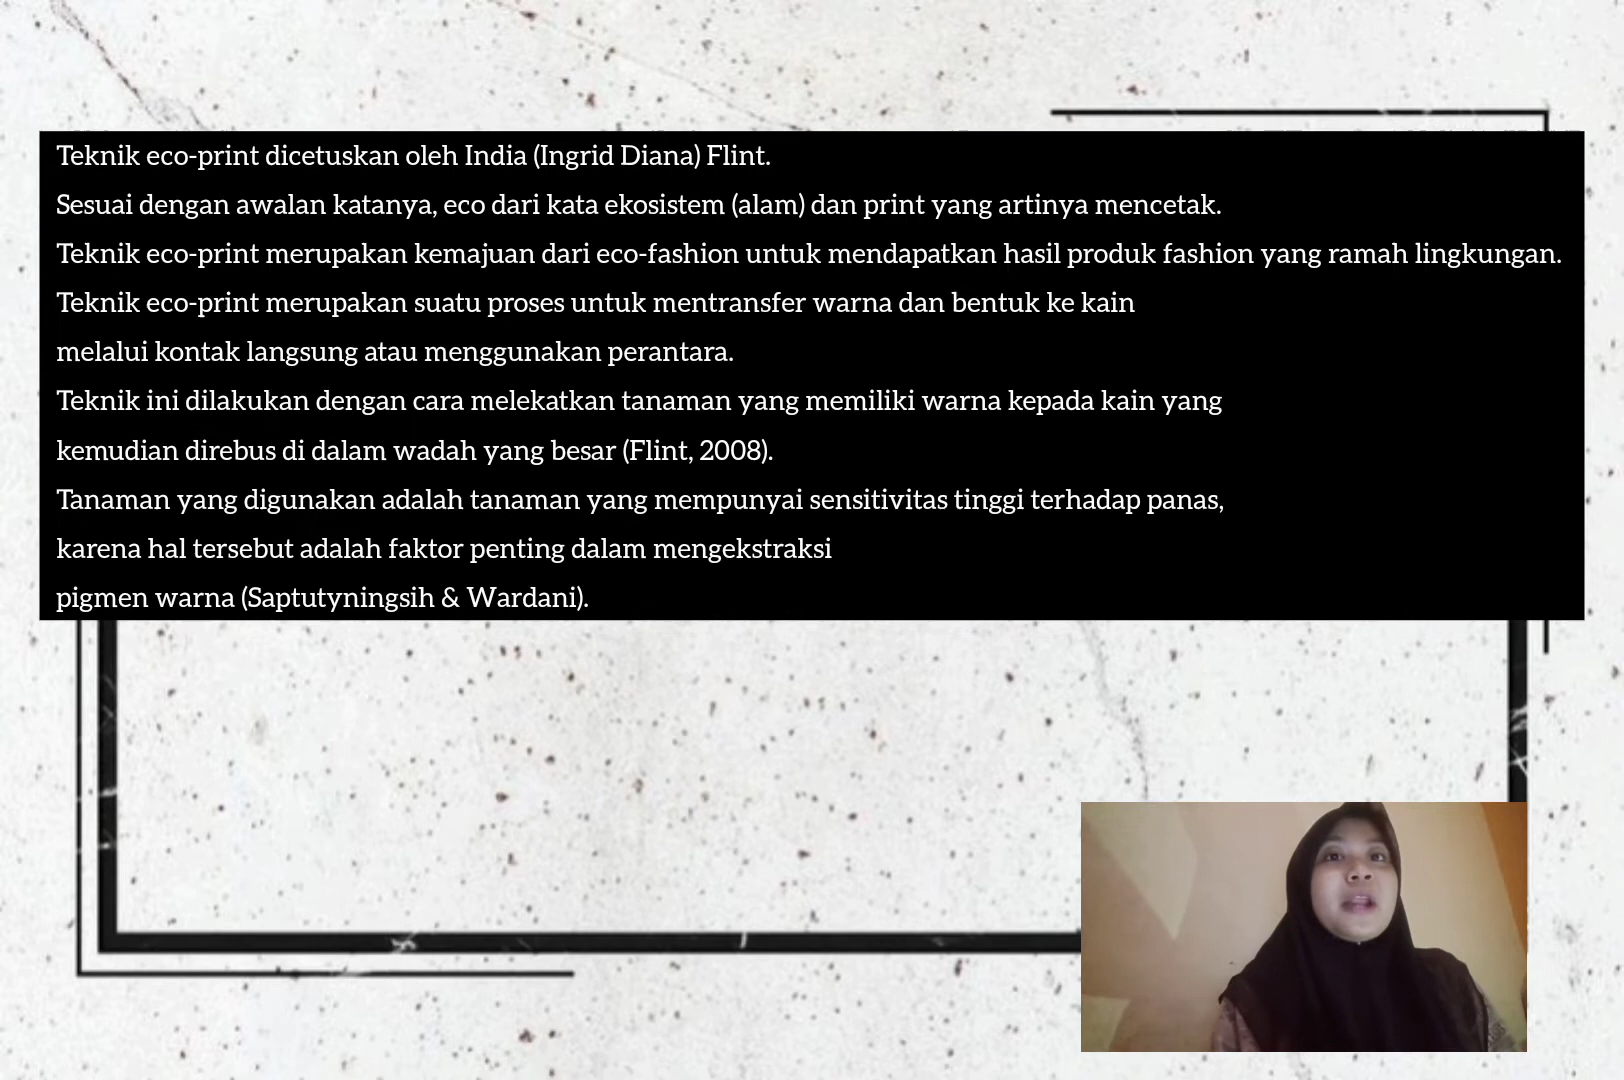 Teknik eco-print dicetuskan oleh India (Ingrid Diana) Flint.
Sesuai dengan awalan katanya, eco dari kata ekosistem (alam) dan print yang artinya mencetak.
Teknik eco-print merupakan kemajuan dari eco-fashion untuk mendapatkan hasil produk fashion yang ramah lingkungan.
Teknik eco-print merupakan suatu proses untuk mentransfer warna dan bentuk ke kain
melalui kontak langsung atau menggunakan perantara.
Teknik ini dilakukan dengan cara melekatkan tanaman yang memiliki warna kepada kain yang
kemudian direbus di dalam wadah yang besar (Flint, 2008).
Tanaman yang digunakan adalah tanaman yang mempunyai sensitivitas tinggi terhadap panas,
karena hal tersebut adalah faktor penting dalam mengekstraksi
pigmen warna (Saptutyningsih & Wardani).